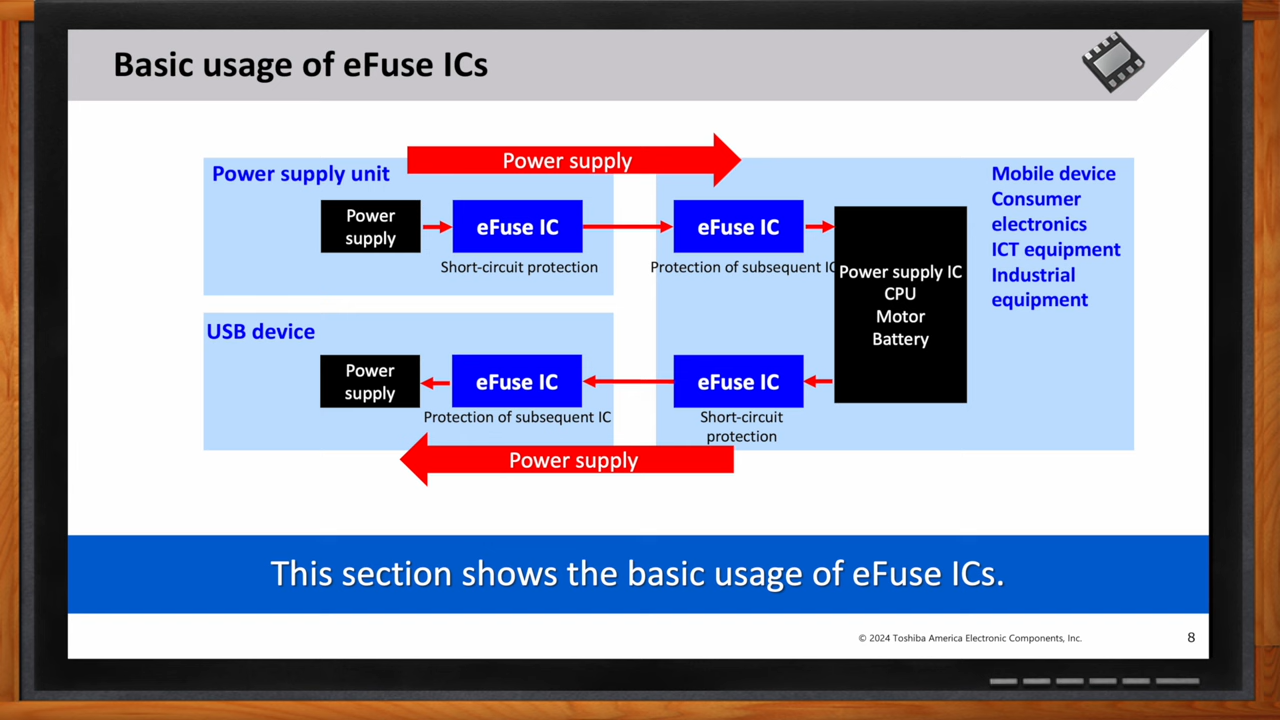 Basic usage of eFuse ICs
Power supply
Power supply unit
Power
supply
eFuse IC
Short-circuit protection
eFuse IC
Protection of subsequent IC
Power supply IC
CPU
Motor
Battery
Mobile device
Consumer
electronics
ICT equipment
Industrial
equipment
USB device
Power
supply
eFuse IC
Protection of subsequent IC
eFuse IC
Short-circuit
protection
Power supply
This section shows the basic usage of eFuse ICs.
© 2024 Toshiba America Electronic Components, Inc.
8